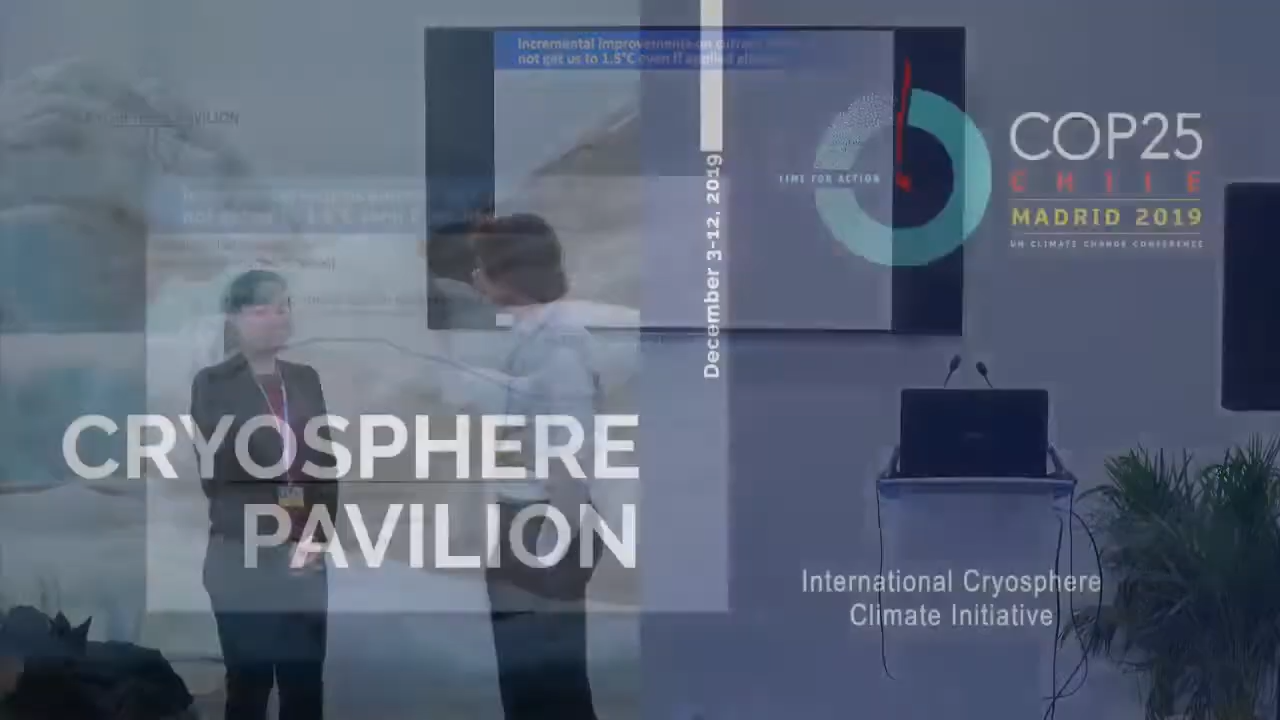 Incremental improvements on
not get us to 1.5°C even if applied
PAVILION
December 3-12, 2019
TIME FOR ACTION
COP25
CHILE
MADRID 2019
UN CLIMATE CHANGE CONFERENCE
CRYOSPHERE
PAVILION
International Cryosphere
Climate Initiative